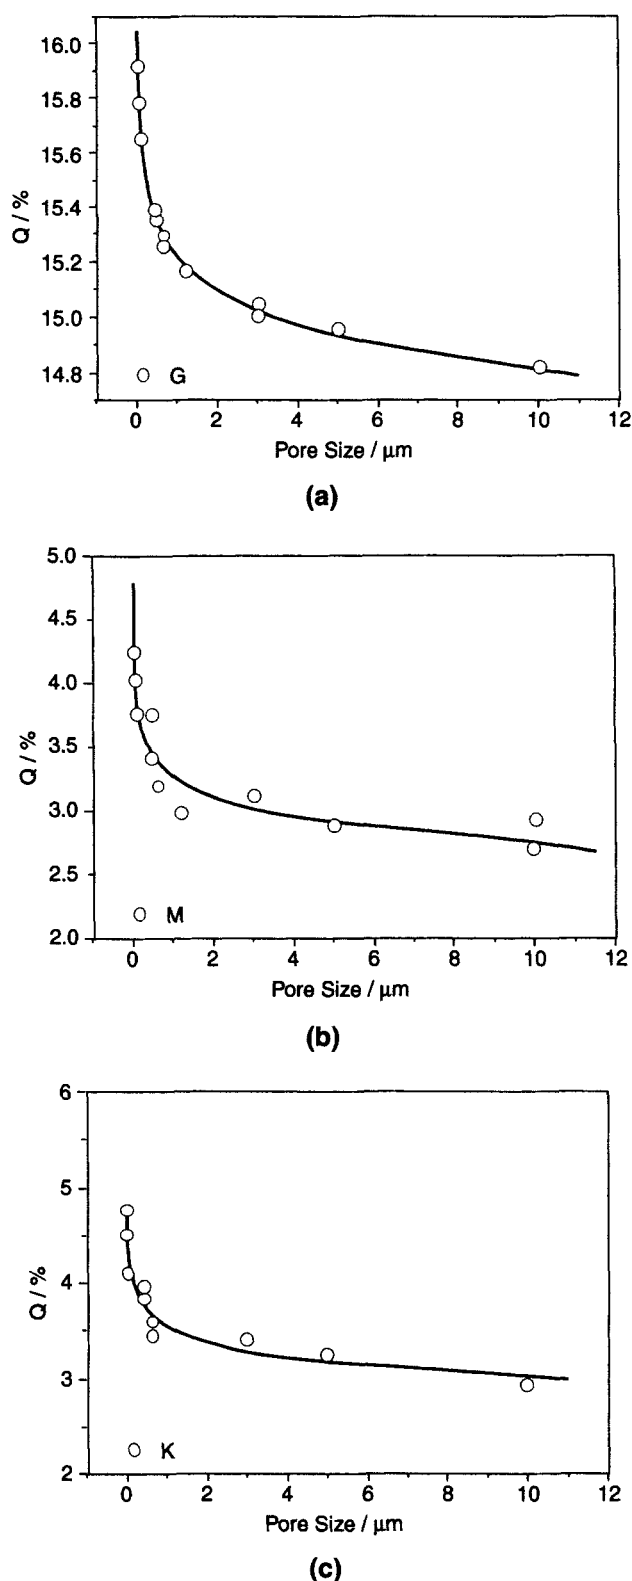 16.0
15.8
15.6
15.4
15.2
15.0
14.8
Q / %
G
0 2 4 6 8 10 12
Pore Size / μm
(a)
5.0
4.5
4.0
3.5
3.0
2.5
2.0
Q / %
M
0 2 4 6 8 10 12
Pore Size / μm
(b)
6
5
4
3
2
Q / %
K
0 2 4 6 8 10 12
Pore Size / μm
(c)